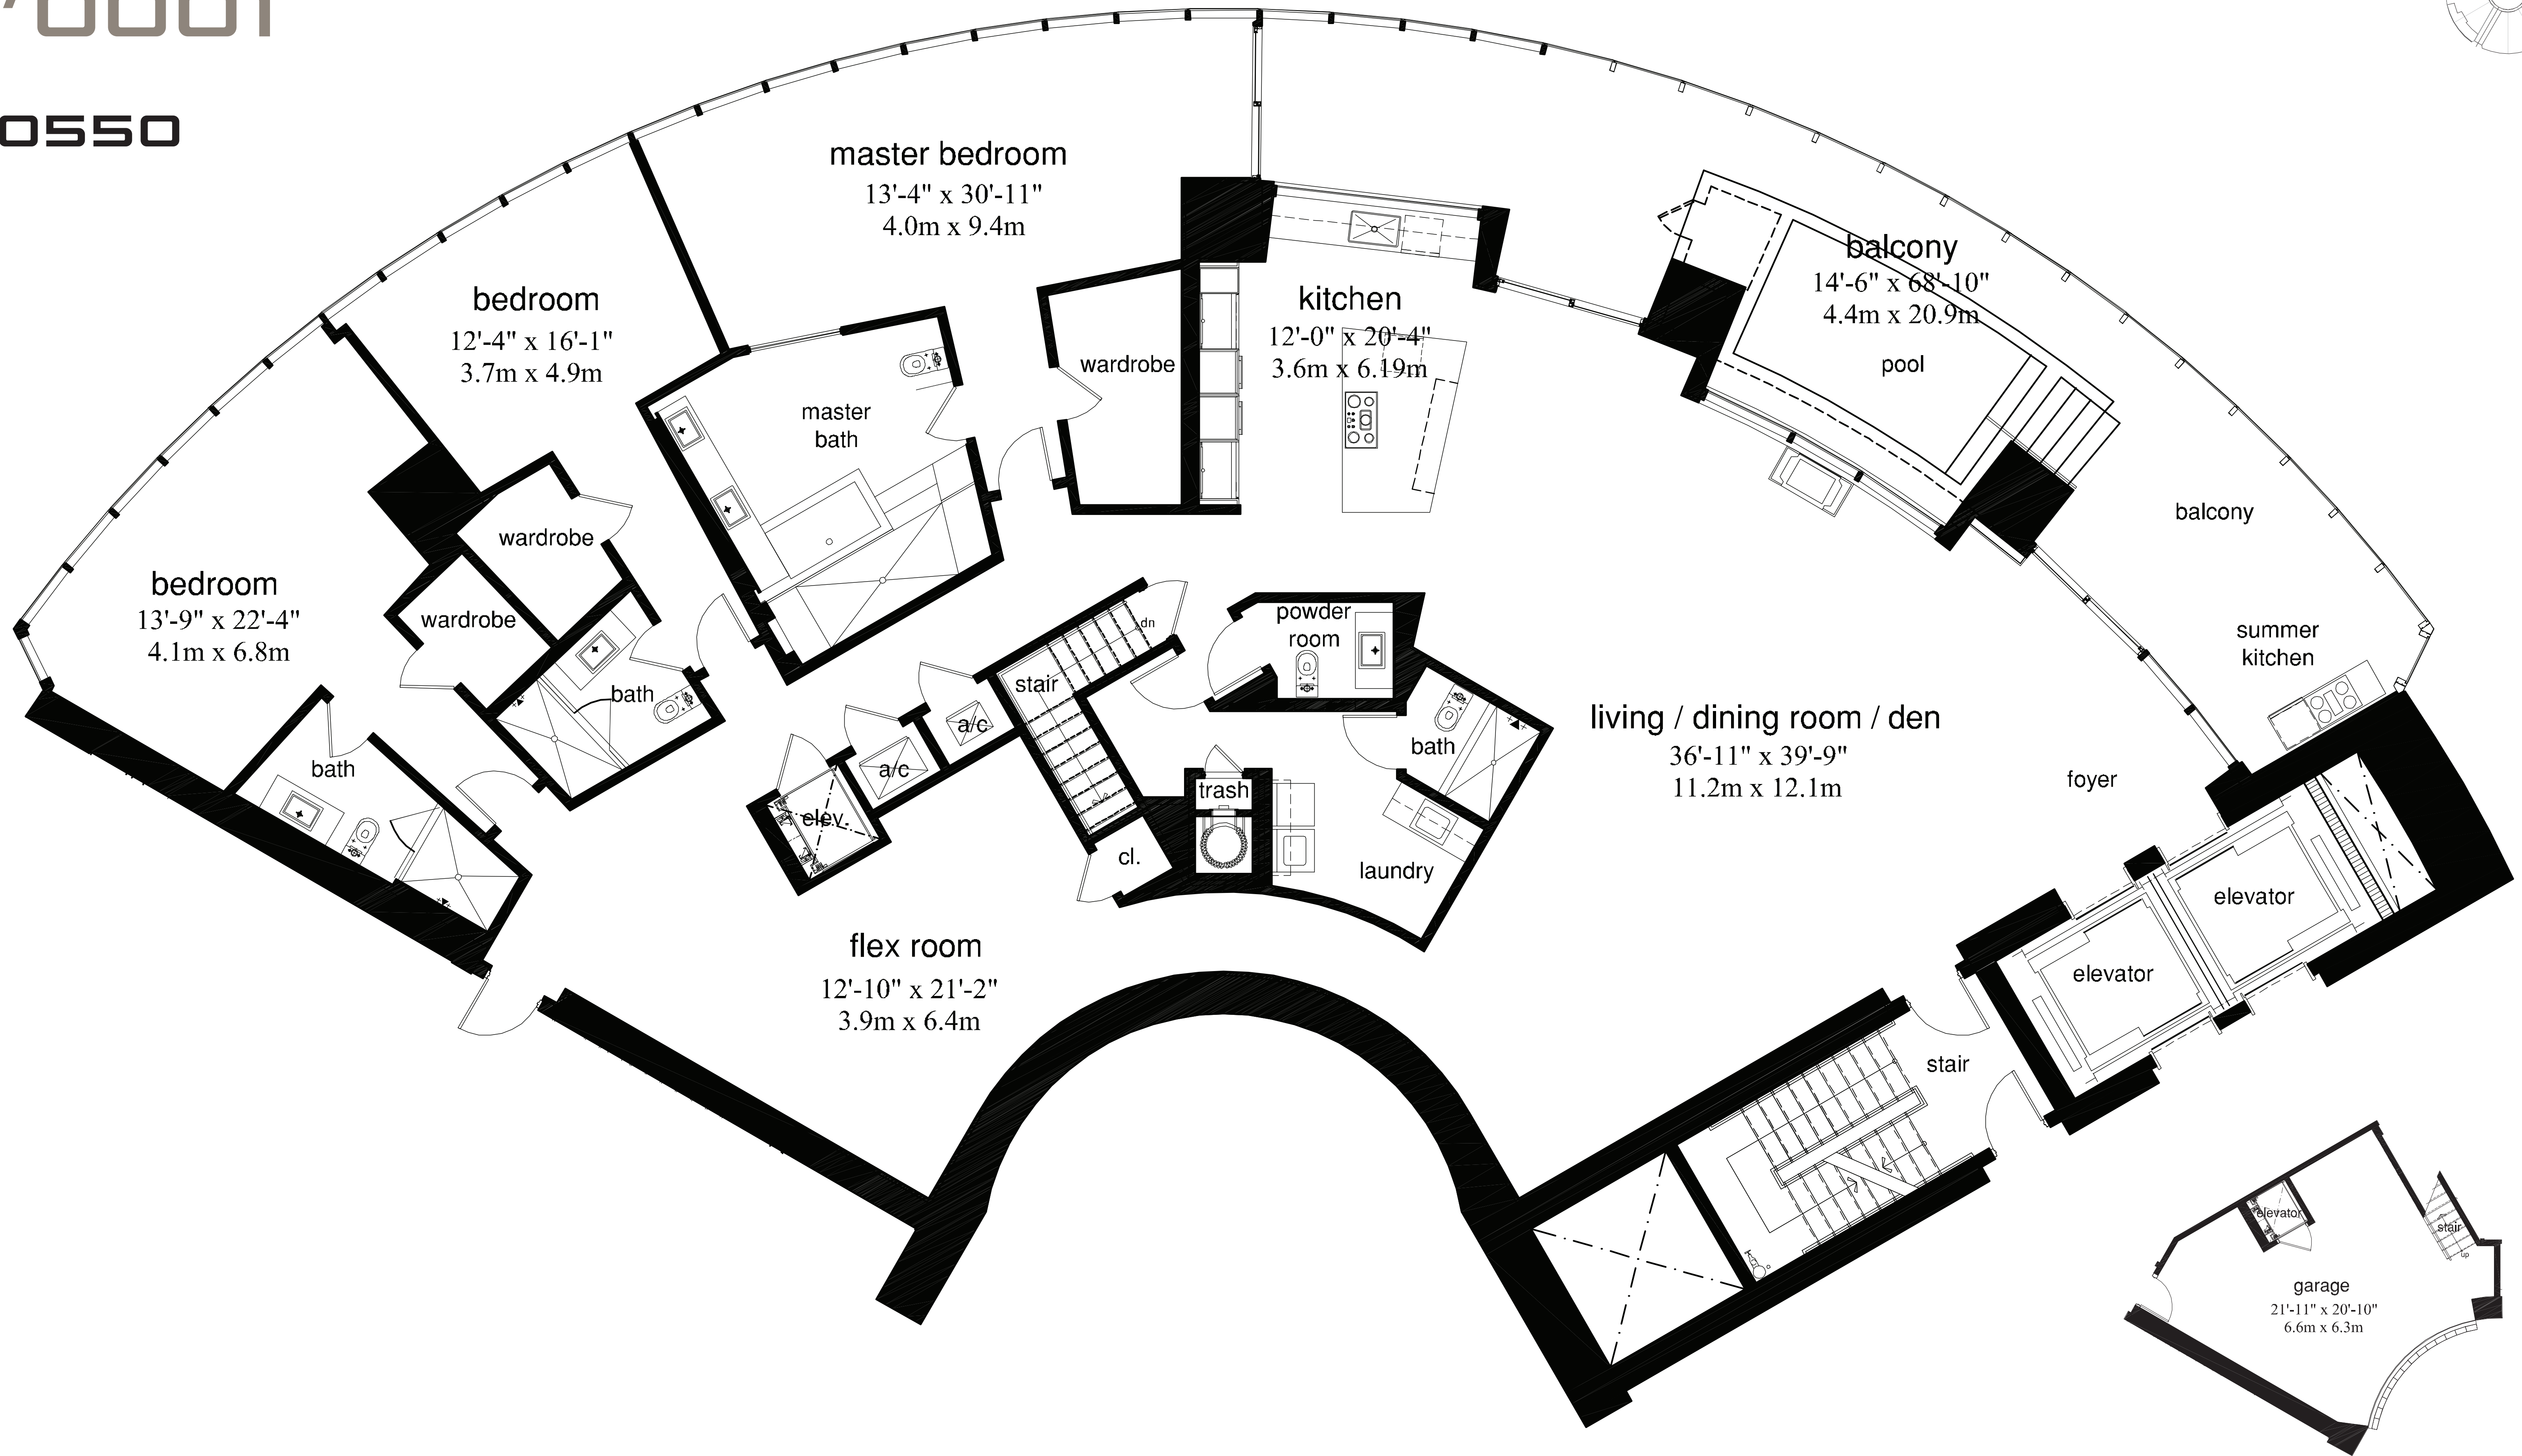 0550
master bedroom
13'-4" x 30'-11"
4.0m x 9.4m
balcony
14'-6" x 68'-10"
4.4m x 20.9m
pool
bedroom
12'-4" x 16'-1"
3.7m x 4.9m
kitchen
12'-0" x 20'-4"
3.6m x 6.19m
wardrobe
master
bath
wardrobe
balcony
bedroom
13'-9" x 22'-4"
4.1m x 6.8m
wardrobe
powder
room
dn
summer
kitchen
stair
bath
a/c
a/c
bath
living / dining room / den
36'-11" x 39'-9"
11.2m x 12.1m
bath
trash
foyer
elev.
cl.
laundry
elevator
elevator
flex room
12'-10" x 21'-2"
3.9m x 6.4m
stair
elevator
stair
up
garage
21'-11" x 20'-10"
6.6m x 6.3m